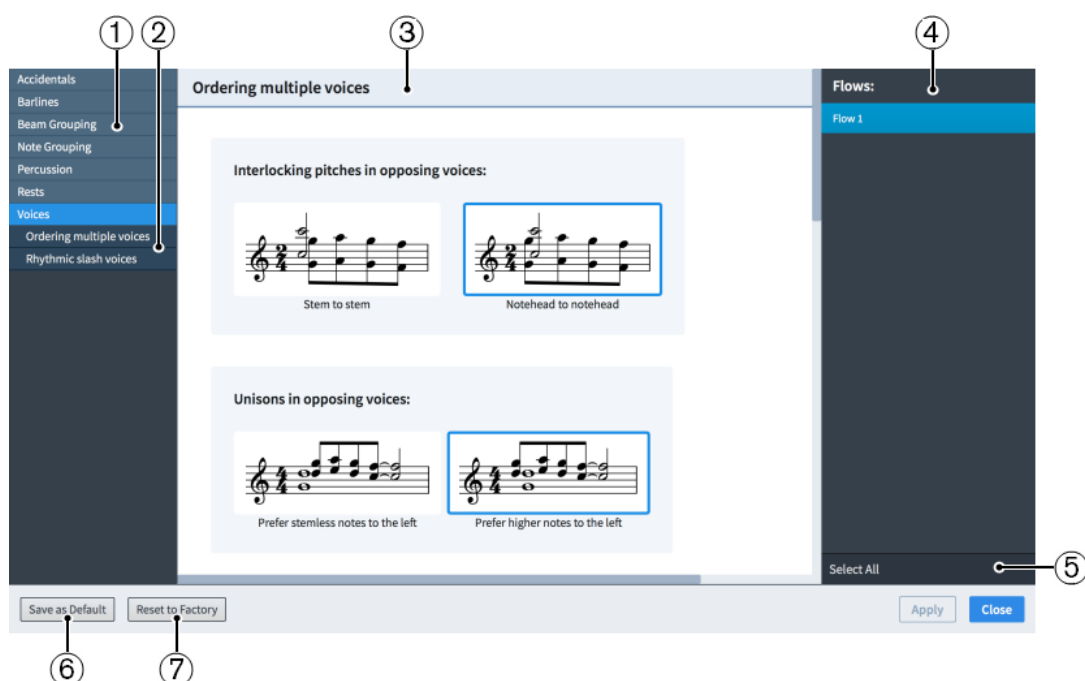 ① ② ③ ④
Accidentals
Barlines
Beam Grouping
Note Grouping
Percussion
Rests
Voices
Ordering multiple voices
Rhythmic slash voices
Ordering multiple voices
Interlocking pitches in opposing voices:
Stem to stem
Notehead to notehead
Unisons in opposing voices:
Prefer stemless notes to the left
Prefer higher notes to the left
Flows:
Flow 1
Select All
⑤
Save as Default
Reset to Factory
Apply
Close
⑥ ⑦